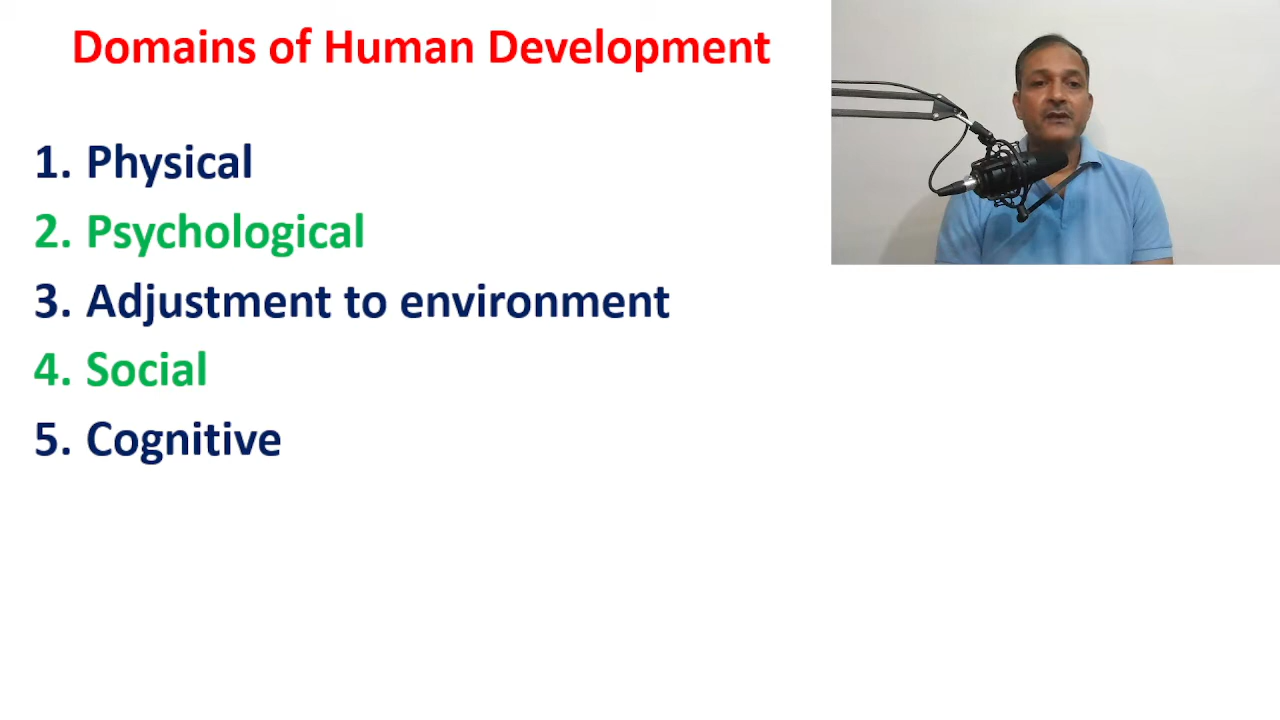 Domains of Human Development
1. Physical
2. Psychological
3. Adjustment to environment
4. Social
5. Cognitive